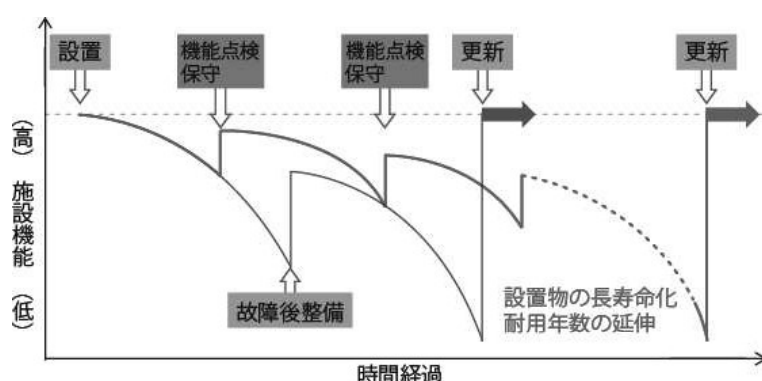 設置
機能点検
保守
機能点検
保守
更新
更新
(高)
施設機能
(低)
故障後整備
設置物の長寿命化
耐用年数の延伸
時間経過